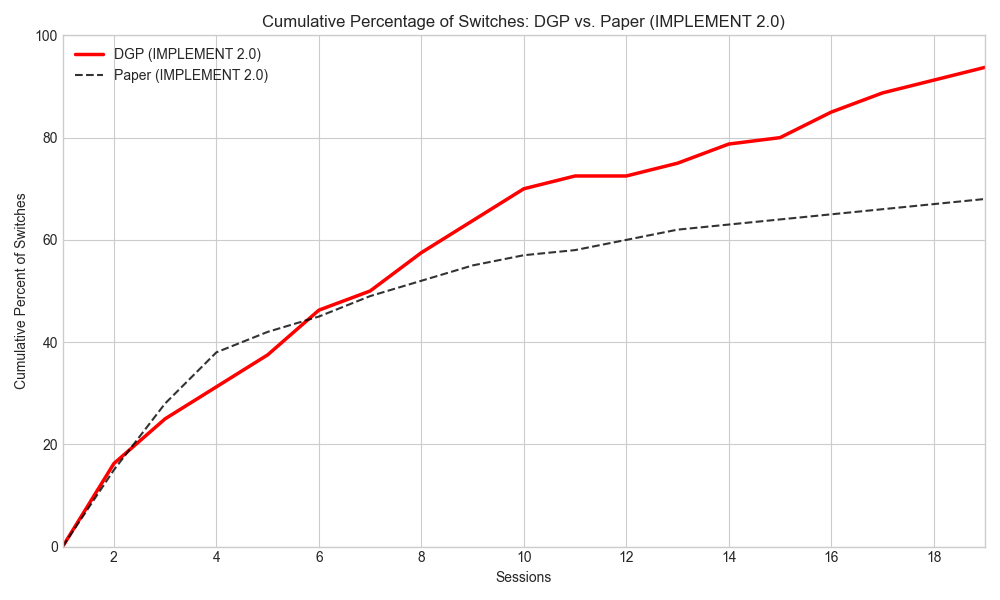 Cumulative Percentage of Switches: DGP vs. Paper (IMPLEMENT 2.0)
DGP (IMPLEMENT 2.0)
Paper (IMPLEMENT 2.0)
Cumulative Percent of Switches
100
80
60
40
20
0
2 4 6 8 10 12 14 16 18
Sessions